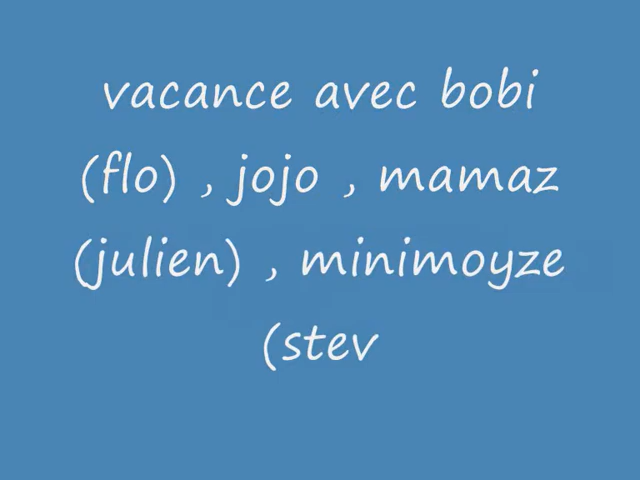 vacance avec bobi
(flo) , jojo , mamaz
(julien) , minimoyze
(stev